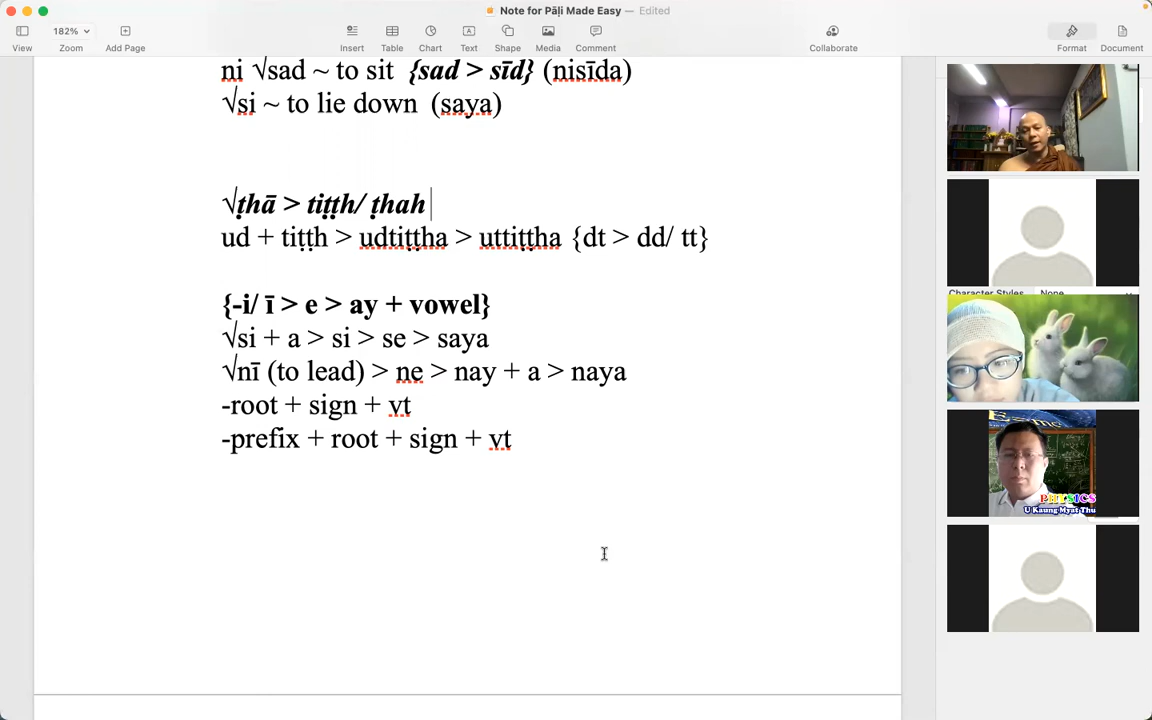 Note for Pāḷi Made Easy — Edited
182%
View
Zoom
Add Page
Insert
Table
Chart
Text
Shape
Media
Comment
Collaborate
Format
Document
ni √sad ~ to sit {sad > sīd} (nisīda)
√si ~ to lie down (saya)
√ṭhā > tiṭṭh/ ṭhah
ud + tiṭṭh > udtiṭṭha > uttiṭṭha {dt > dd/ tt}
{-i/ ī > e > ay + vowel}
√si + a > si > se > saya
√nī (to lead) > ne > nay + a > naya
-root + sign + vt
-prefix + root + sign + vt
Character Styles
None
PHYSICS
U Kaung Myat Thu